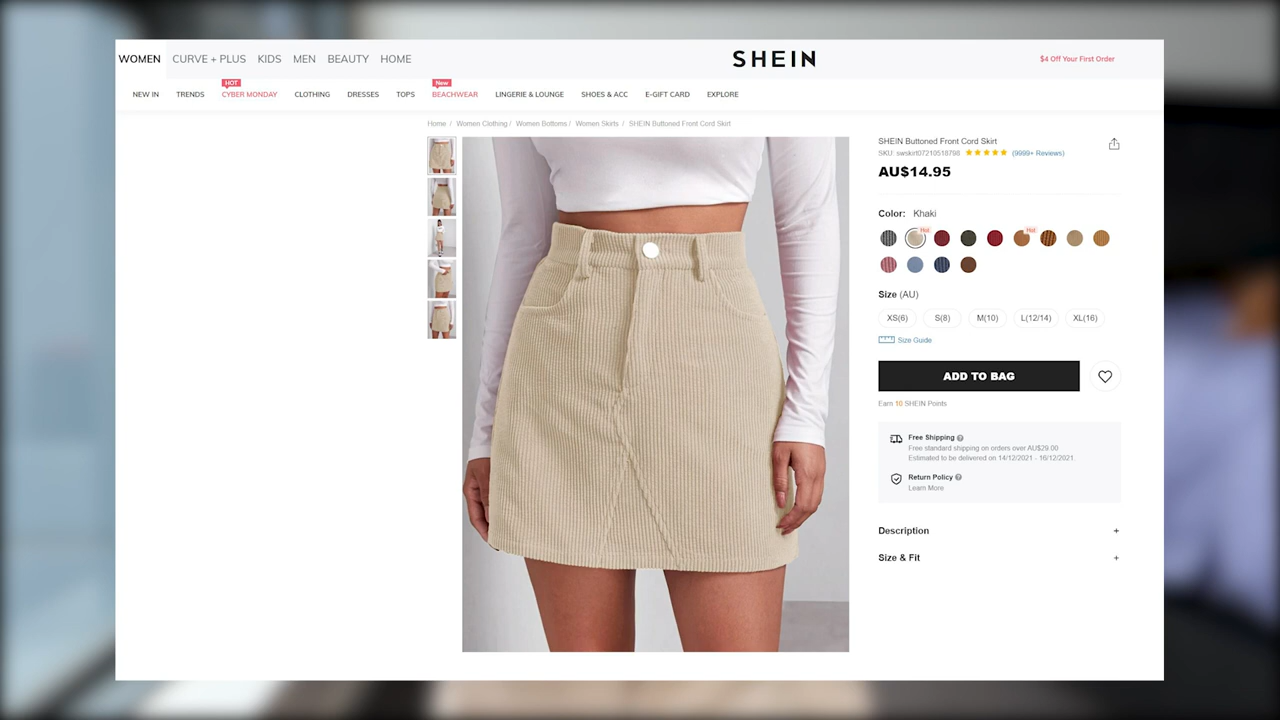 WOMEN CURVE + PLUS KIDS MEN BEAUTY HOME
SHEIN
$4 Off Your First Order
HOT
New
NEW IN TRENDS CYBER MONDAY CLOTHING DRESSES TOPS BEACHWEAR LINGERIE & LOUNGE SHOES & ACC E-GIFT CARD EXPLORE
Home / Women Clothing / Women Bottoms / Women Skirts / SHEIN Buttoned Front Cord Skirt
SHEIN Buttoned Front Cord Skirt
SKU: swskirt07210518798 (9999+ Reviews)
AU$14.95
Color: Khaki
Hot
Hot
Size (AU)
XS(6) S(8) M(10) L(12/14) XL(16)
Size Guide
ADD TO BAG
Earn 10 SHEIN Points
Free Shipping ?
Free standard shipping on orders over AU$29.00
Estimated to be delivered on 14/12/2021 - 16/12/2021.
Return Policy ?
Learn More
Description +
Size & Fit +